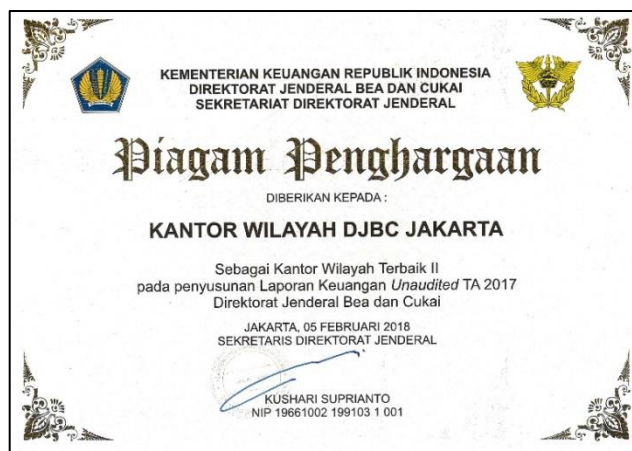 KEMENTERIAN KEUANGAN REPUBLIK INDONESIA
DIREKTORAT JENDERAL BEA DAN CUKAI
SEKRETARIAT DIREKTORAT JENDERAL
Piagam Penghargaan
DIBERIKAN KEPADA :
KANTOR WILAYAH DJBC JAKARTA
Sebagai Kantor Wilayah Terbaik II
pada penyusunan Laporan Keuangan Unaudited TA 2017
Direktorat Jenderal Bea dan Cukai
JAKARTA, 05 FEBRUARI 2018
SEKRETARIS DIREKTORAT JENDERAL
KUSHARI SUPRIANTO
NIP 19661002 199103 1 001